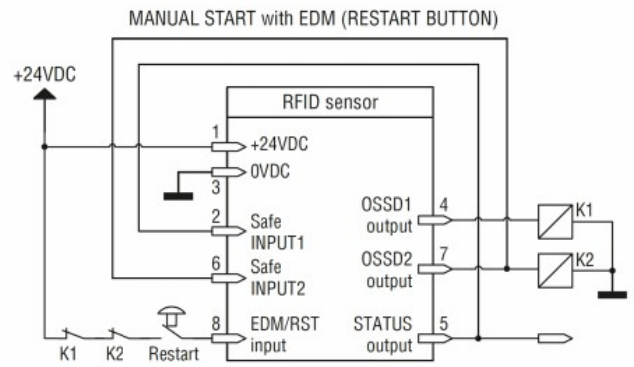 MANUAL START with EDM (RESTART BUTTON)
+24VDC
RFID sensor
1
+24VDC
0VDC
3
2
Safe
INPUT1
6
Safe
INPUT2
8
EDM/RST
input
OSSD1
output
4
K1
OSSD2
output
7
K2
STATUS
output
5
K1
K2
Restart